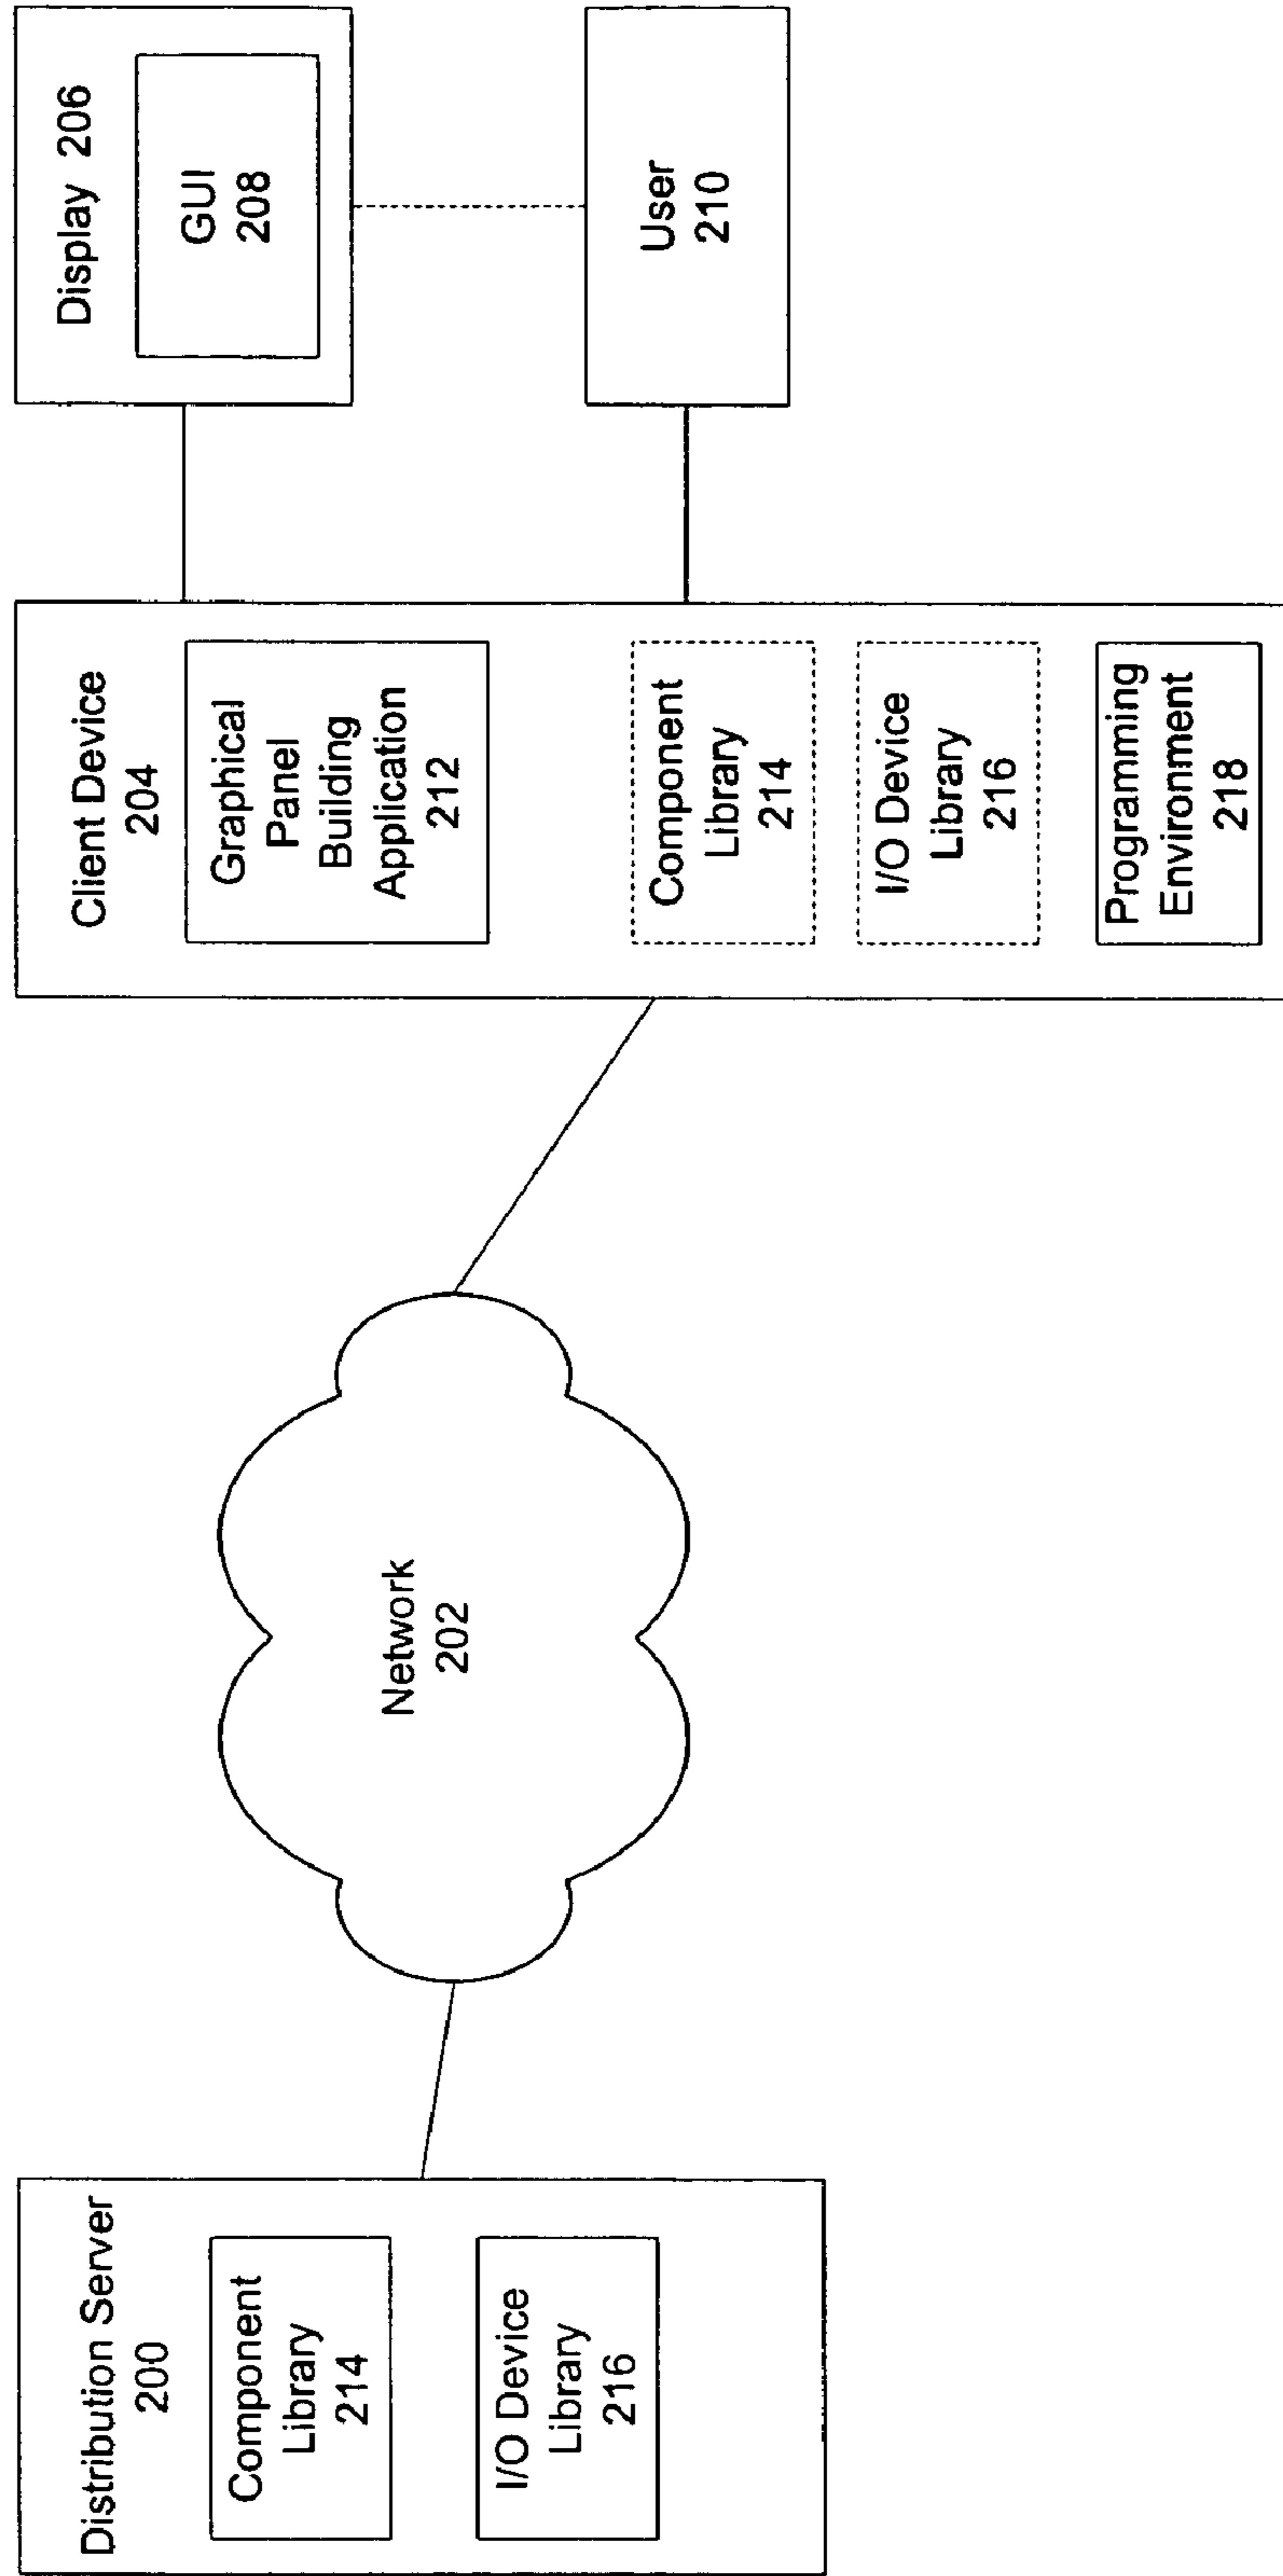 Distribution Server
200
Component
Library
214
I/O Device
Library
216
Network
202
Client Device
204
Graphical
Panel
Building
Application
212
Component
Library
214
I/O Device
Library
216
Programming
Environment
218
Display 206
GUI
208
User
210